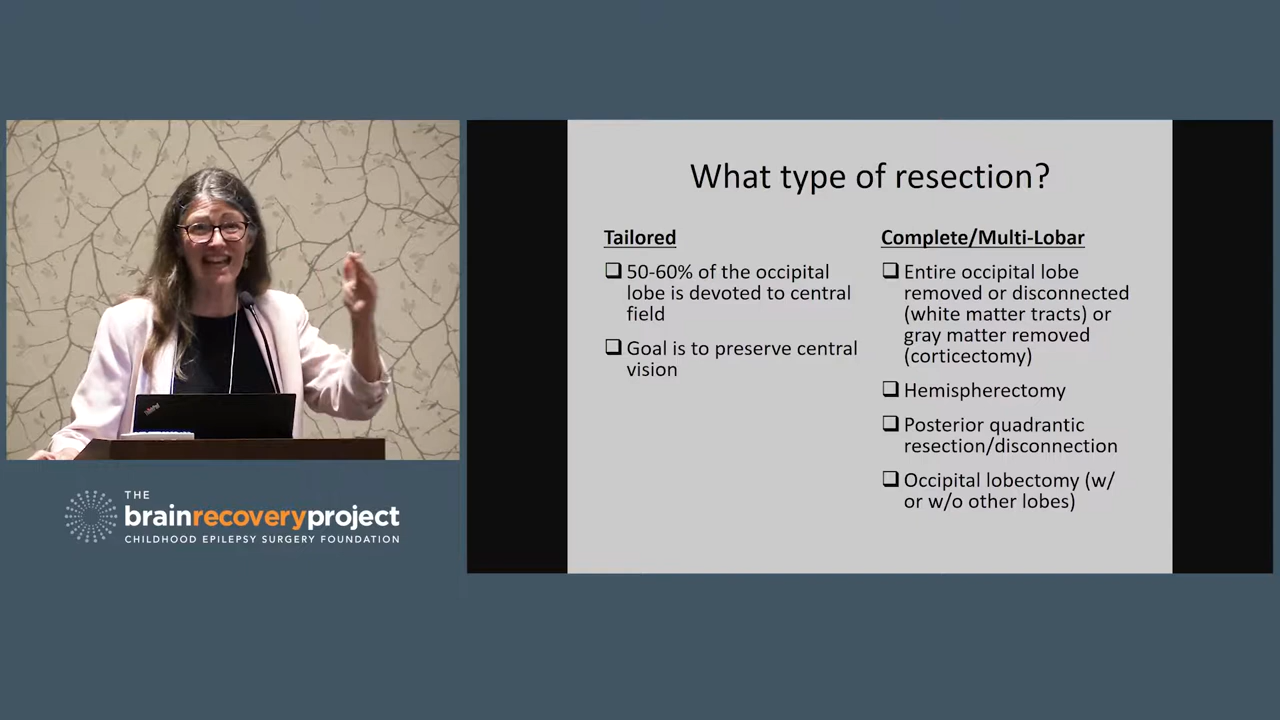 What type of resection?
Tailored
50-60% of the occipital
lobe is devoted to central
field
Goal is to preserve central
vision
Complete/Multi-Lobar
Entire occipital lobe
removed or disconnected
(white matter tracts) or
gray matter removed
(corticectomy)
Hemispherectomy
Posterior quadrantic
resection/disconnection
Occipital lobectomy (w/
or w/o other lobes)
THE
brainrecoveryproject
CHILDHOOD EPILEPSY SURGERY FOUNDATION